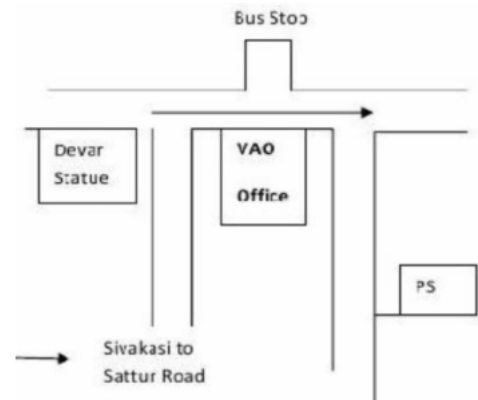 Bus Stop
Devar
Statue
VAO
Office
PS
Sivakasi to
Sattur Road